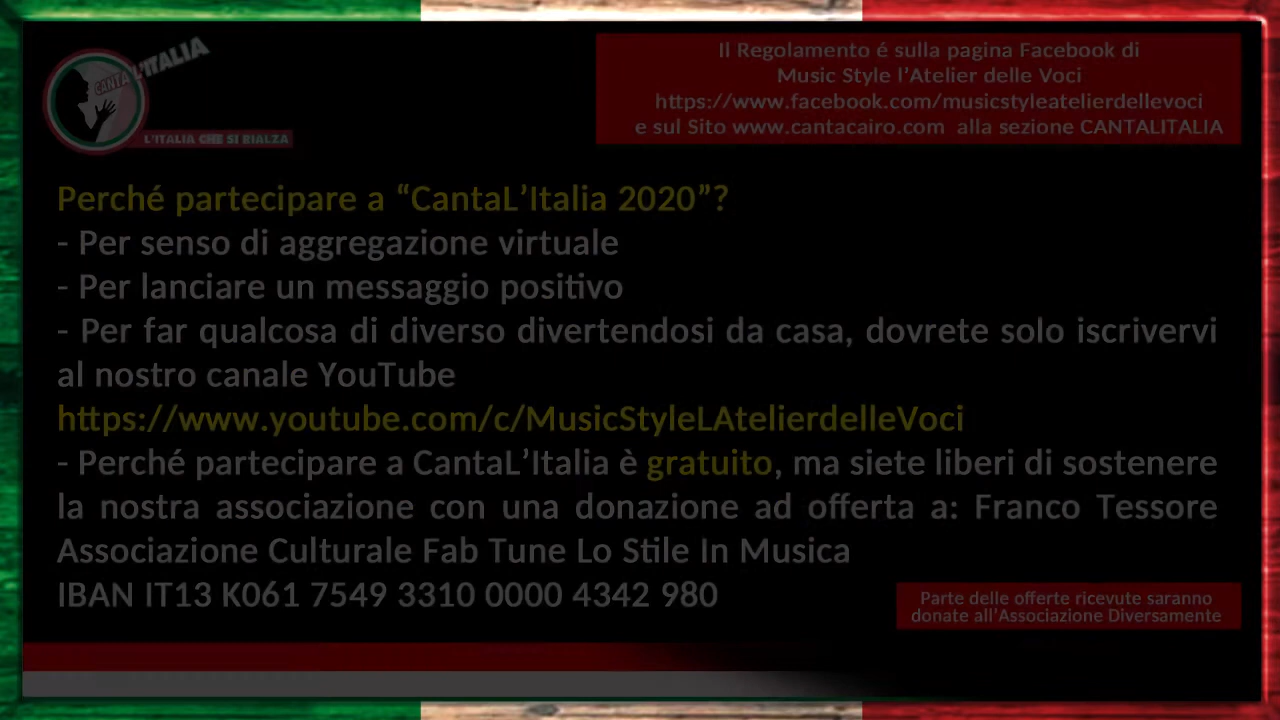 CANTA L'ITALIA
L'ITALIA CHE SI RIALZA
Il Regolamento é sulla pagina Facebook di
Music Style l’Atelier delle Voci
https://www.facebook.com/musicstyleatelierdellevoci
e sul Sito www.cantacairo.com alla sezione CANTALITALIA
Perché partecipare a “CantaL’Italia 2020”?
- Per senso di aggregazione virtuale
- Per lanciare un messaggio positivo
- Per far qualcosa di diverso divertendosi da casa, dovrete solo iscrivervi
al nostro canale YouTube
https://www.youtube.com/c/MusicStyleLAtelierdelleVoci
- Perché partecipare a CantaL’Italia è gratuito, ma siete liberi di sostenere
la nostra associazione con una donazione ad offerta a: Franco Tessore
Associazione Culturale Fab Tune Lo Stile In Musica
IBAN IT13 K061 7549 3310 0000 4342 980
Parte delle offerte ricevute saranno
donate all’Associazione Diversamente